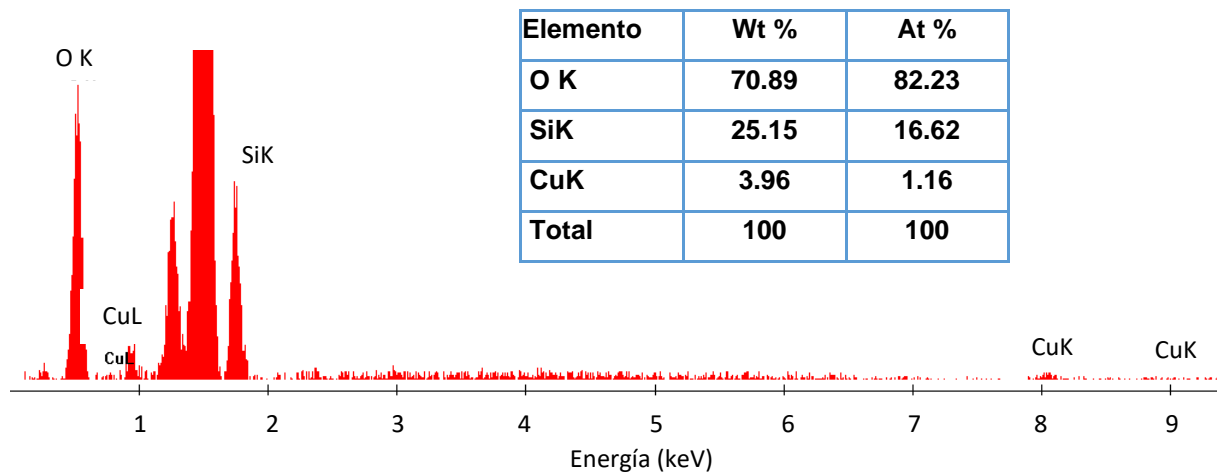 Elemento Wt % At %
O K 70.89 82.23
SiK 25.15 16.62
CuK 3.96 1.16
Total 100 100
O K
SiK
CuL
CuL
CuK CuK
1 2 3 4 5 6 7 8 9
Energía (keV)